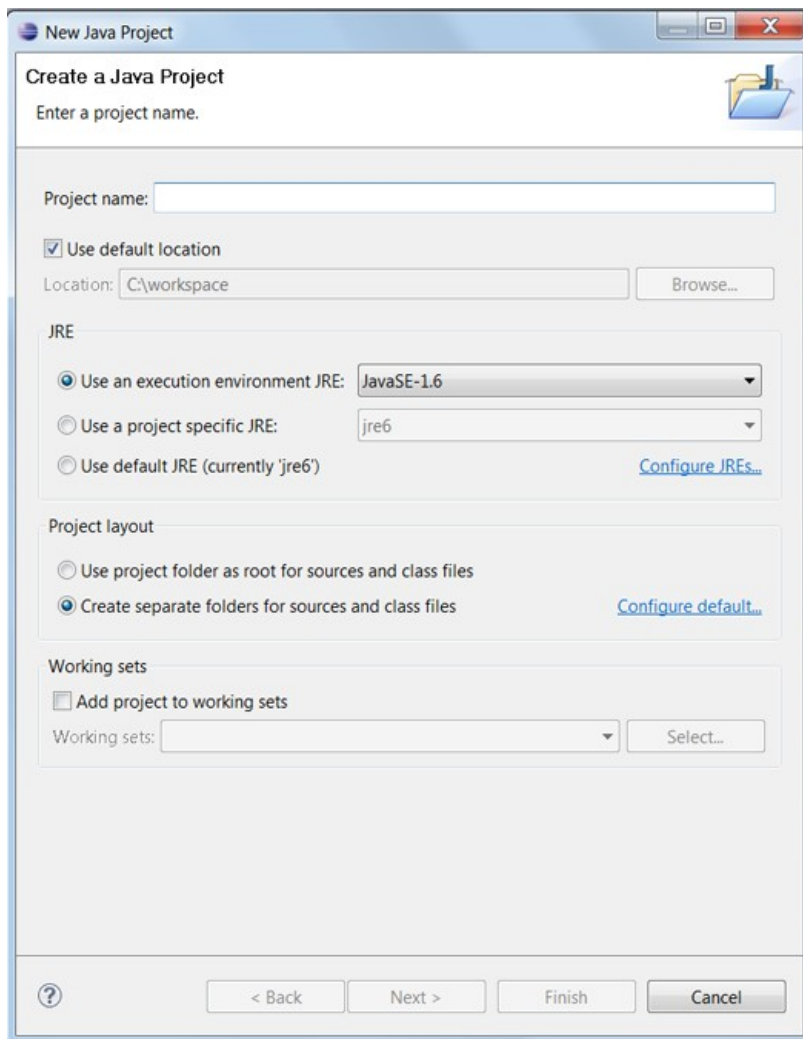 New Java Project
Create a Java Project
Enter a project name.
Project name:
Use default location
Location: C:\workspace Browse...
JRE
Use an execution environment JRE: JavaSE-1.6
Use a project specific JRE: jre6
Use default JRE (currently 'jre6') Configure JREs...
Project layout
Use project folder as root for sources and class files
Create separate folders for sources and class files Configure default...
Working sets
Add project to working sets
Working sets: Select...
? < Back Next > Finish Cancel